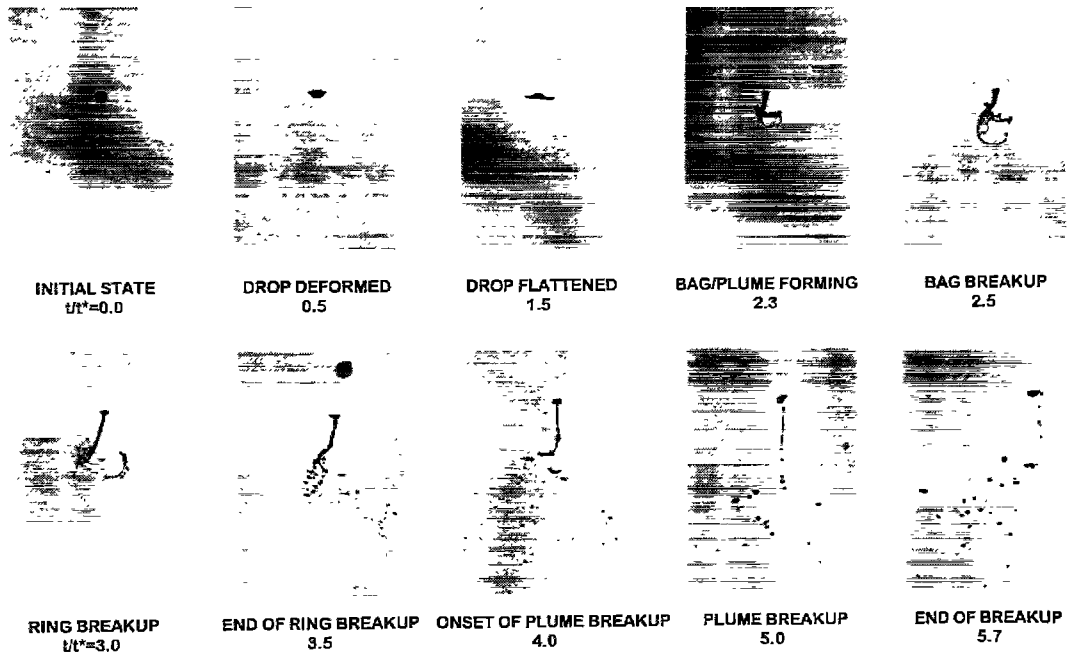 INITIAL STATE
t/t*=0.0
DROP DEFORMED
0.5
DROP FLATTENED
1.5
BAG/PLUME FORMING
2.3
BAG BREAKUP
2.5
RING BREAKUP
t/t*=3.0
END OF RING BREAKUP
3.5
ONSET OF PLUME BREAKUP
4.0
PLUME BREAKUP
5.0
END OF BREAKUP
5.7